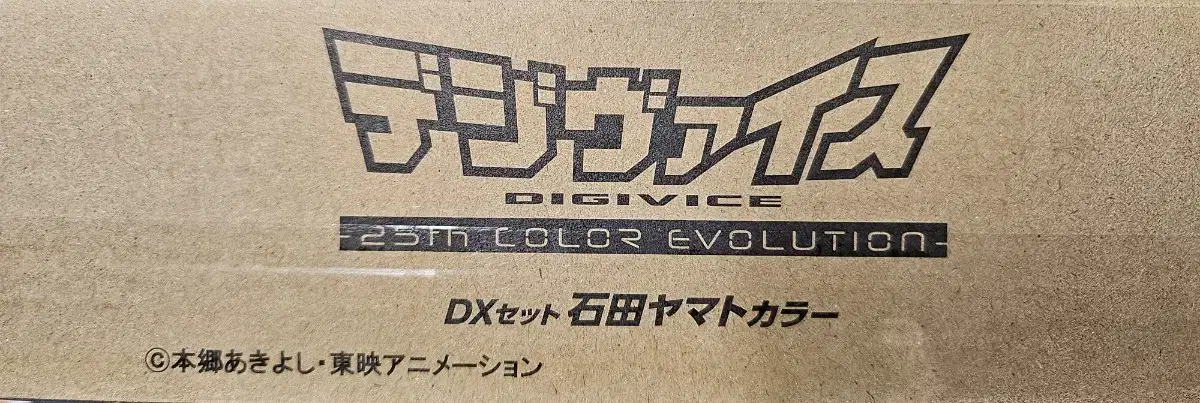 デジヴァイス
DIGIVICE
-25th COLOR EVOLUTION-
DXセット 石田ヤマトカラー
©本郷あきよし・東映アニメーション